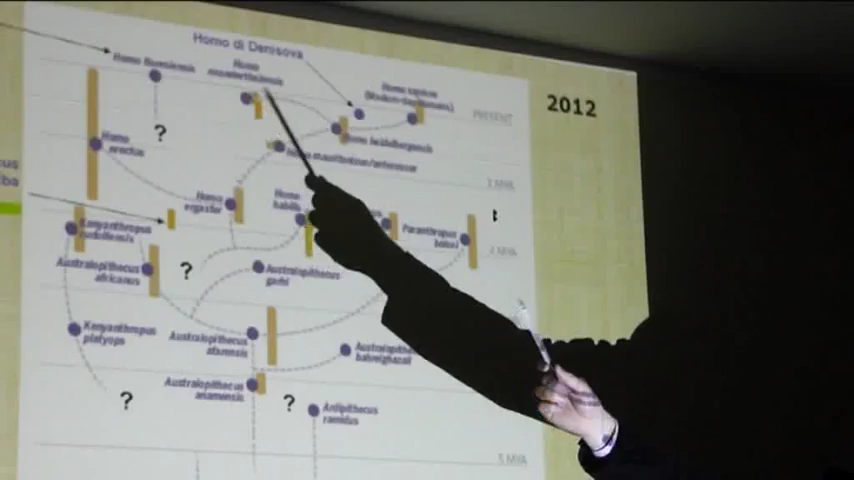 Homo di Denisova
2012
Homo floresiensis
Homo
neanderthalensis
Homo sapiens
(Modern-day humans)
PRESENT
?
Homo
erectus
Homo heidelbergensis
Homo mauritanicus/antecessor
1 MYA
Homo
ergaster
Homo
habilis
Paranthropus
boisei
Kenyanthropus
rudolfensis
Australopithecus
africanus
?
Australopithecus
garhi
Kenyanthropus
platyops
Australopithecus
afarensis
Australopithecus
bahrelghazali
?
Australopithecus
anamensis
?
Ardipithecus
ramidus
5 MYA